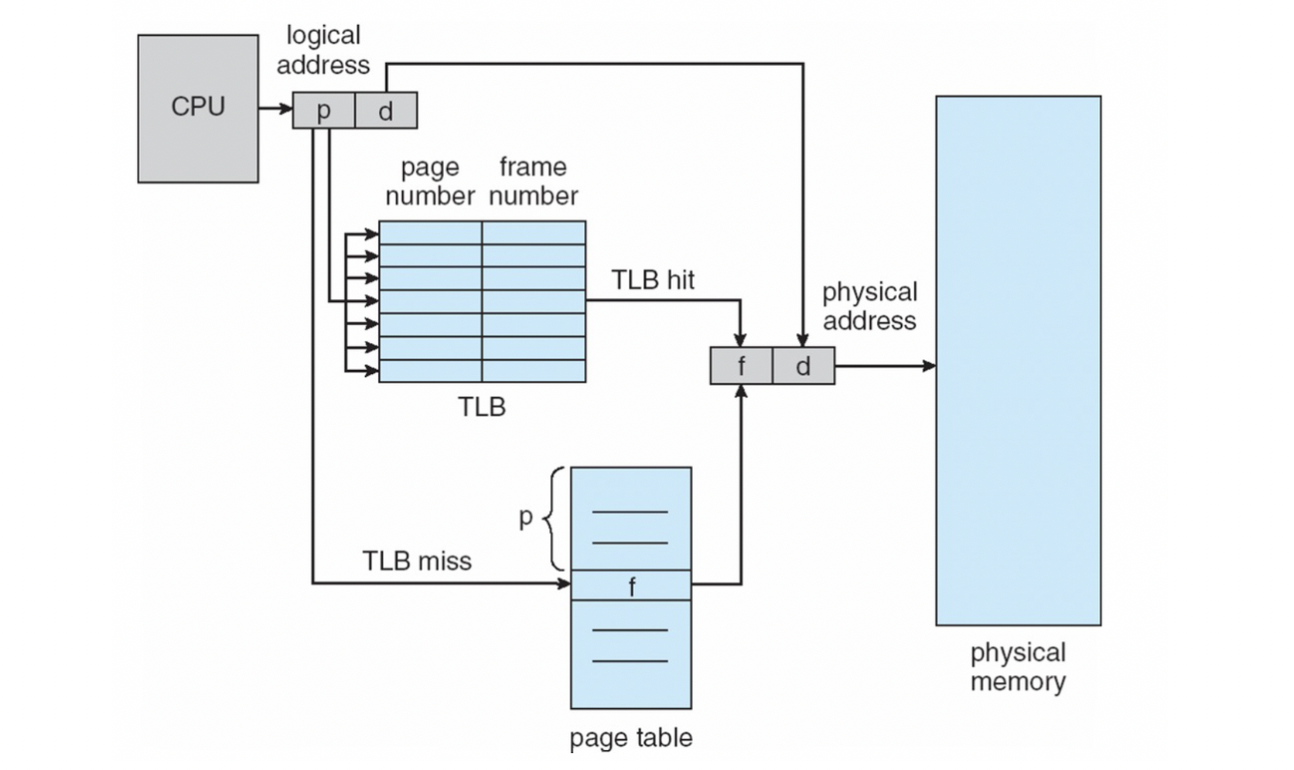 logical
address
CPU
p
d
page
number
frame
number
TLB hit
physical
address
f
d
TLB
p
TLB miss
f
physical
memory
page table